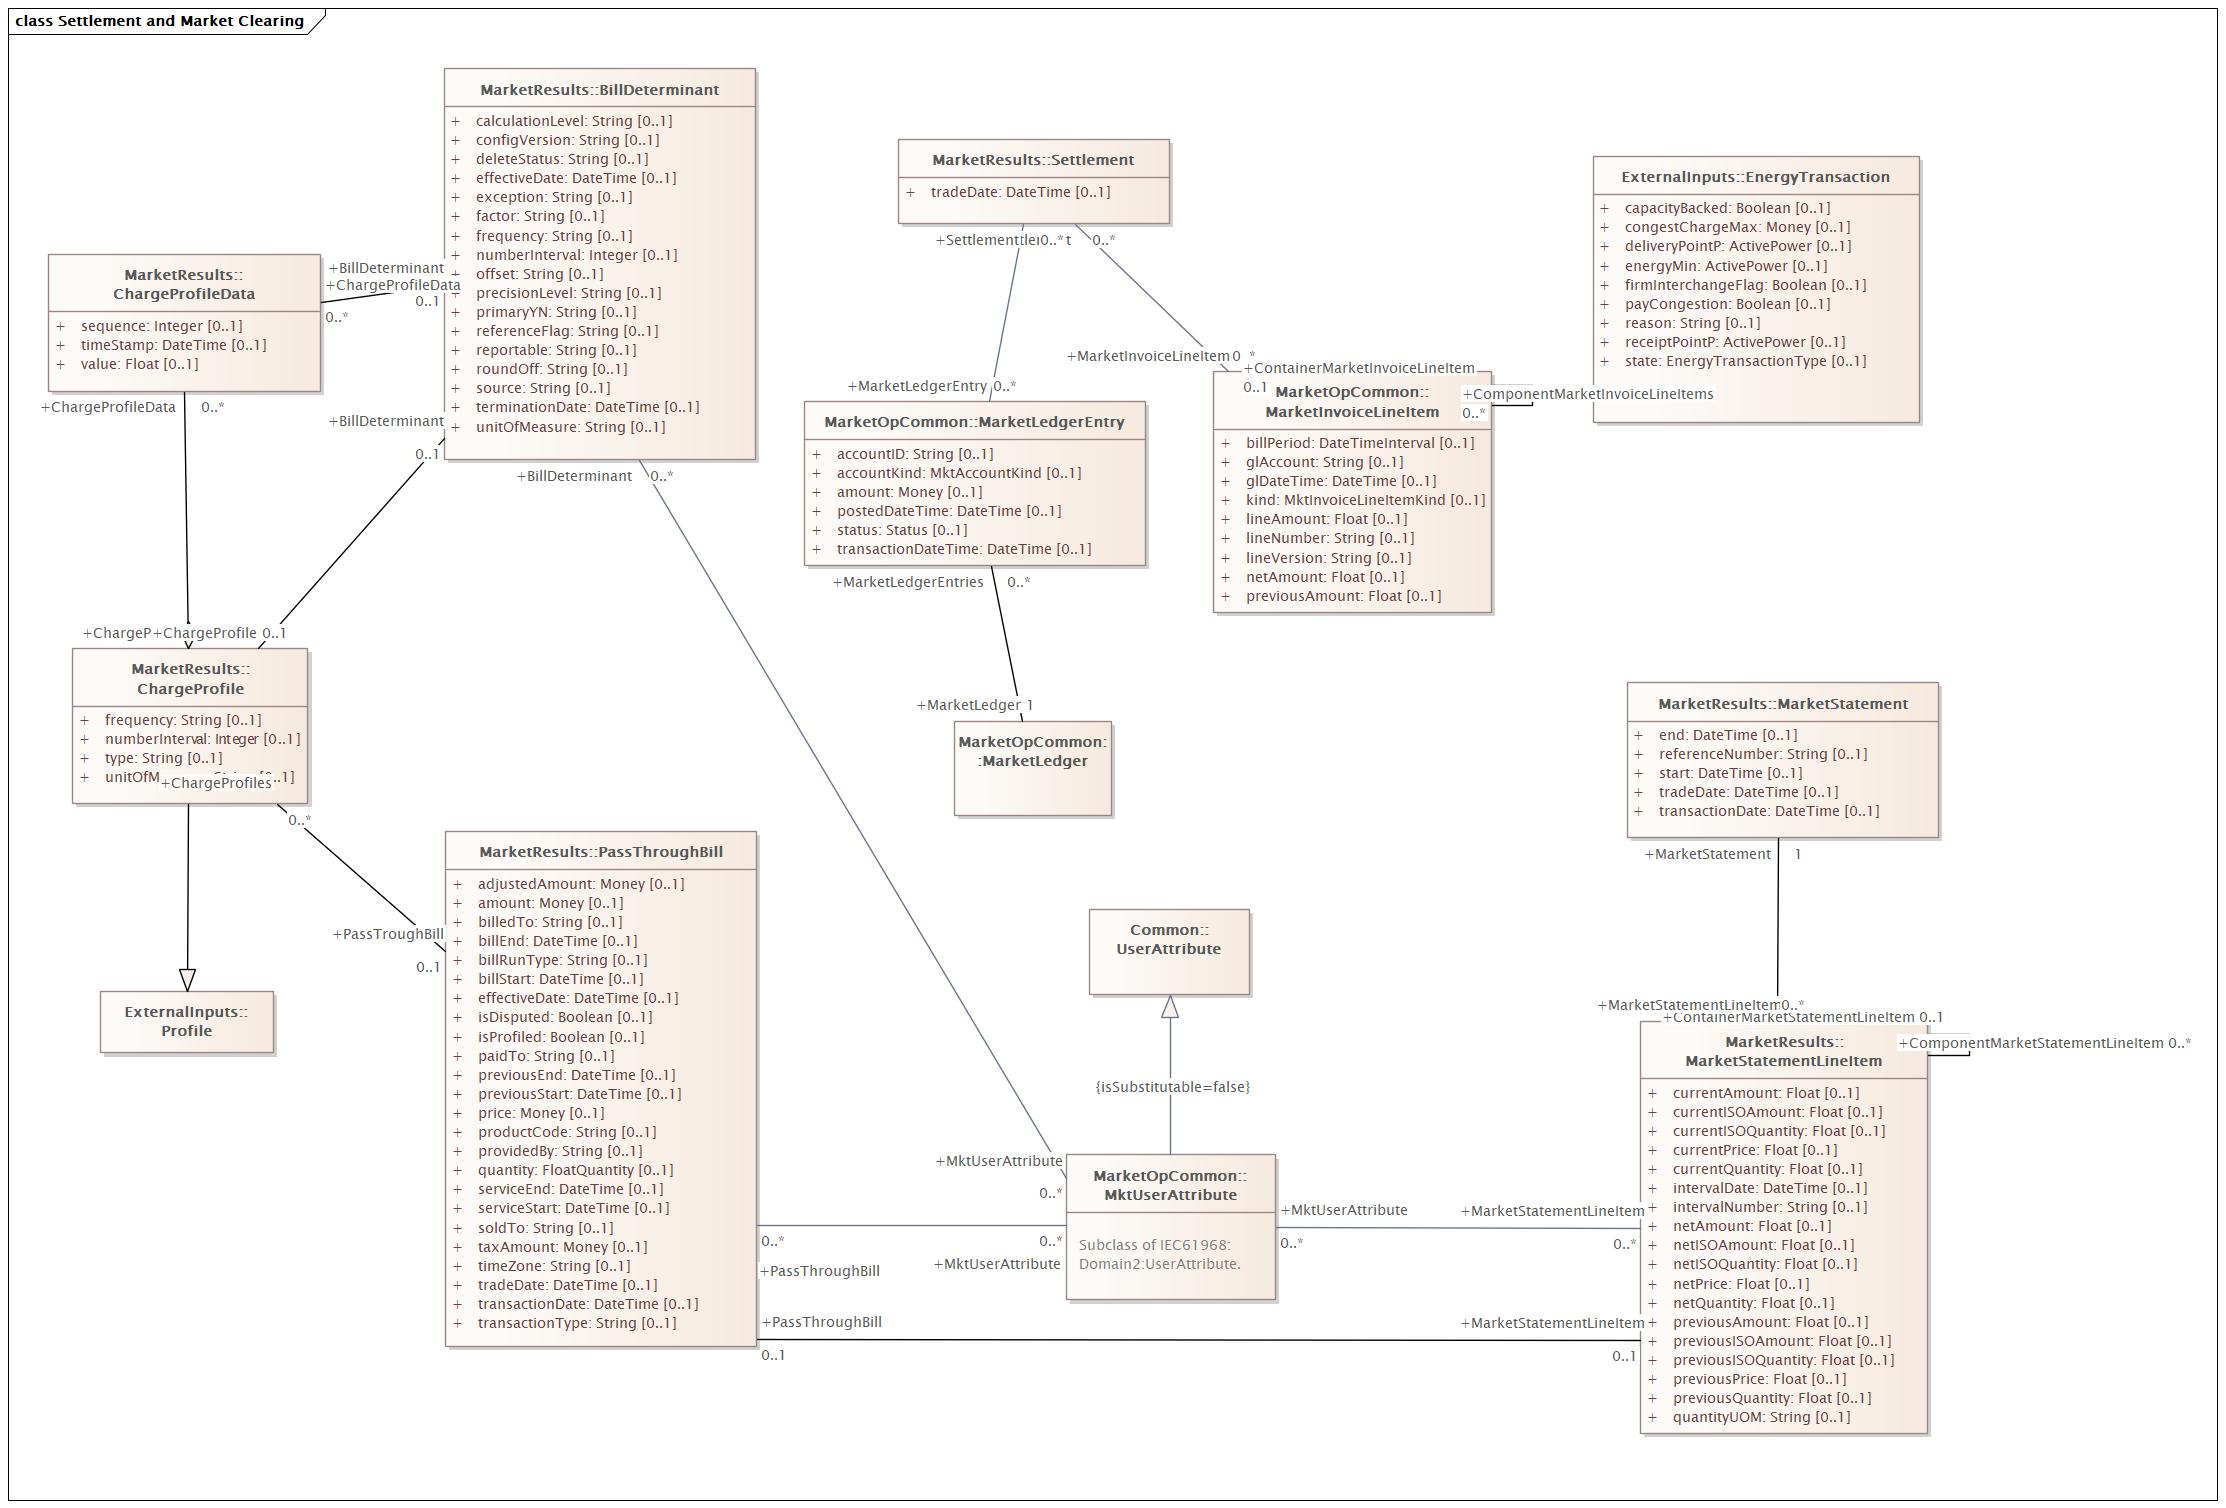 class Settlement and Market Clearing
MarketResults::BillDeterminant
+ calculationLevel: String [0..1]
+ configVersion: String [0..1]
+ deleteStatus: String [0..1]
+ effectiveDate: DateTime [0..1]
+ exception: String [0..1]
+ factor: String [0..1]
+ frequency: String [0..1]
+ numberInterval: Integer [0..1]
+ offset: String [0..1]
+ precisionLevel: String [0..1]
+ primaryYN: String [0..1]
+ referenceFlag: String [0..1]
+ reportable: String [0..1]
+ roundOff: String [0..1]
+ source: String [0..1]
+ terminationDate: DateTime [0..1]
+ unitOfMeasure: String [0..1]
MarketResults::Settlement
+ tradeDate: DateTime [0..1]
ExternalInputs::EnergyTransaction
+ capacityBacked: Boolean [0..1]
+ congestChargeMax: Money [0..1]
+ deliveryPointP: ActivePower [0..1]
+ energyMin: ActivePower [0..1]
+ firmInterchangeFlag: Boolean [0..1]
+ payCongestion: Boolean [0..1]
+ reason: String [0..1]
+ receiptPointP: ActivePower [0..1]
+ state: EnergyTransactionType [0..1]
MarketResults::
ChargeProfileData
+ sequence: Integer [0..1]
+ timeStamp: DateTime [0..1]
+ value: Float [0..1]
+BillDeterminant
+ChargeProfileData
0..1
0..*
+ChargeProfileData 0..*
+BillDeterminant
0..1
+BillDeterminant 0..*
+Settlement 0..* t 0..*
+MarketLedgerEntry 0..*
+MarketInvoiceLineItem 0 *
+ContainerMarketInvoiceLineItem
0..1
MarketOpCommon::
MarketInvoiceLineItem
+ComponentMarketInvoiceLineItems
0..*
+ billPeriod: DateTimeInterval [0..1]
+ glAccount: String [0..1]
+ glDateTime: DateTime [0..1]
+ kind: MktInvoiceLineItemKind [0..1]
+ lineAmount: Float [0..1]
+ lineNumber: String [0..1]
+ lineVersion: String [0..1]
+ netAmount: Float [0..1]
+ previousAmount: Float [0..1]
MarketOpCommon::MarketLedgerEntry
+ accountID: String [0..1]
+ accountKind: MktAccountKind [0..1]
+ amount: Money [0..1]
+ postedDateTime: DateTime [0..1]
+ status: Status [0..1]
+ transactionDateTime: DateTime [0..1]
+MarketLedgerEntries 0..*
+MarketLedger 1
MarketOpCommon:
:MarketLedger
+ChargeP +ChargeProfile 0..1
MarketResults::
ChargeProfile
+ frequency: String [0..1]
+ numberInterval: Integer [0..1]
+ type: String [0..1]
+ unitOfM [0..1]
+ChargeProfiles
0..*
+PassTroughBill
0..1
ExternalInputs::
Profile
MarketResults::PassThroughBill
+ adjustedAmount: Money [0..1]
+ amount: Money [0..1]
+ billedTo: String [0..1]
+ billEnd: DateTime [0..1]
+ billRunType: String [0..1]
+ billStart: DateTime [0..1]
+ effectiveDate: DateTime [0..1]
+ isDisputed: Boolean [0..1]
+ isProfiled: Boolean [0..1]
+ paidTo: String [0..1]
+ previousEnd: DateTime [0..1]
+ previousStart: DateTime [0..1]
+ price: Money [0..1]
+ productCode: String [0..1]
+ providedBy: String [0..1]
+ quantity: FloatQuantity [0..1]
+ serviceEnd: DateTime [0..1]
+ serviceStart: DateTime [0..1]
+ soldTo: String [0..1]
+ taxAmount: Money [0..1]
+ timeZone: String [0..1]
+ tradeDate: DateTime [0..1]
+ transactionDate: DateTime [0..1]
+ transactionType: String [0..1]
Common::
UserAttribute
{isSubstitutable=false}
+MktUserAttribute
0..*
MarketOpCommon::
MktUserAttribute
Subclass of IEC61968:
Domain2:UserAttribute.
0..*
+PassThroughBill
0..*
+MktUserAttribute
+MktUserAttribute
0..*
+MarketStatementLineItem
0..*
+PassThroughBill
0..1
+MarketStatementLineItem
0..1
MarketResults::MarketStatement
+ end: DateTime [0..1]
+ referenceNumber: String [0..1]
+ start: DateTime [0..1]
+ tradeDate: DateTime [0..1]
+ transactionDate: DateTime [0..1]
+MarketStatement 1
+MarketStatementLineItem 0..*
+ContainerMarketStatementLineItem 0..1
+ComponentMarketStatementLineItem 0..*
MarketResults::
MarketStatementLineItem
+ currentAmount: Float [0..1]
+ currentISOAmount: Float [0..1]
+ currentISOQuantity: Float [0..1]
+ currentPrice: Float [0..1]
+ currentQuantity: Float [0..1]
+ intervalDate: DateTime [0..1]
+ intervalNumber: String [0..1]
+ netAmount: Float [0..1]
+ netISOAmount: Float [0..1]
+ netISOQuantity: Float [0..1]
+ netPrice: Float [0..1]
+ netQuantity: Float [0..1]
+ previousAmount: Float [0..1]
+ previousISOAmount: Float [0..1]
+ previousISOQuantity: Float [0..1]
+ previousPrice: Float [0..1]
+ previousQuantity: Float [0..1]
+ quantityUOM: String [0..1]